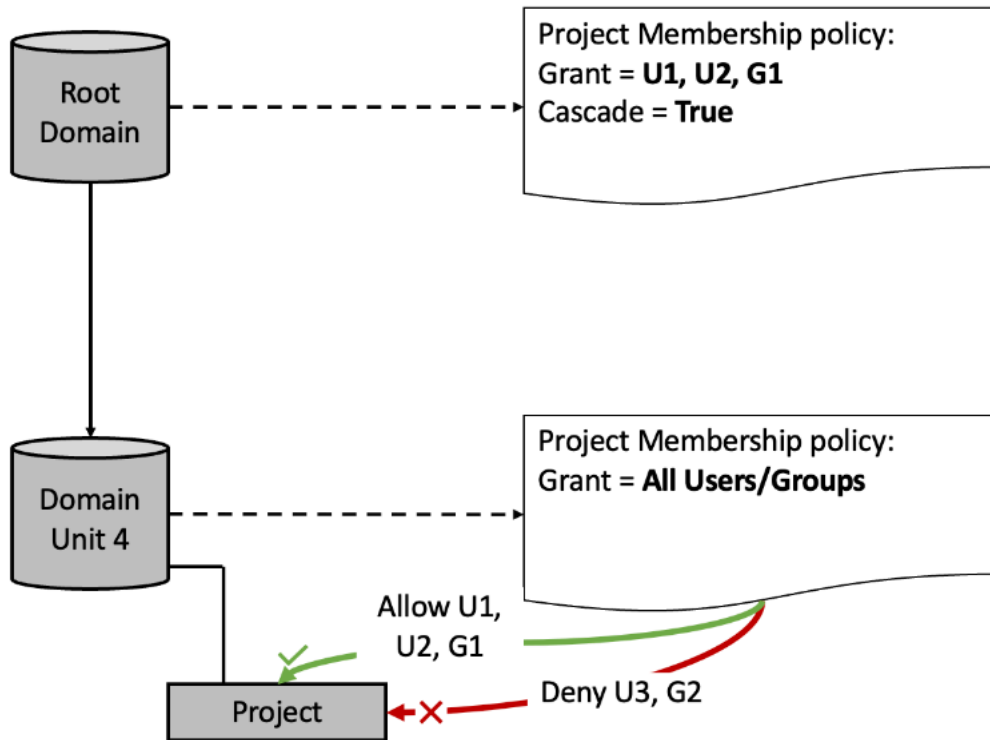 Root
Domain
Project Membership policy:
Grant = U1, U2, G1
Cascade = True
Domain
Unit 4
Project Membership policy:
Grant = All Users/Groups
Allow U1,
U2, G1
Deny U3, G2
Project